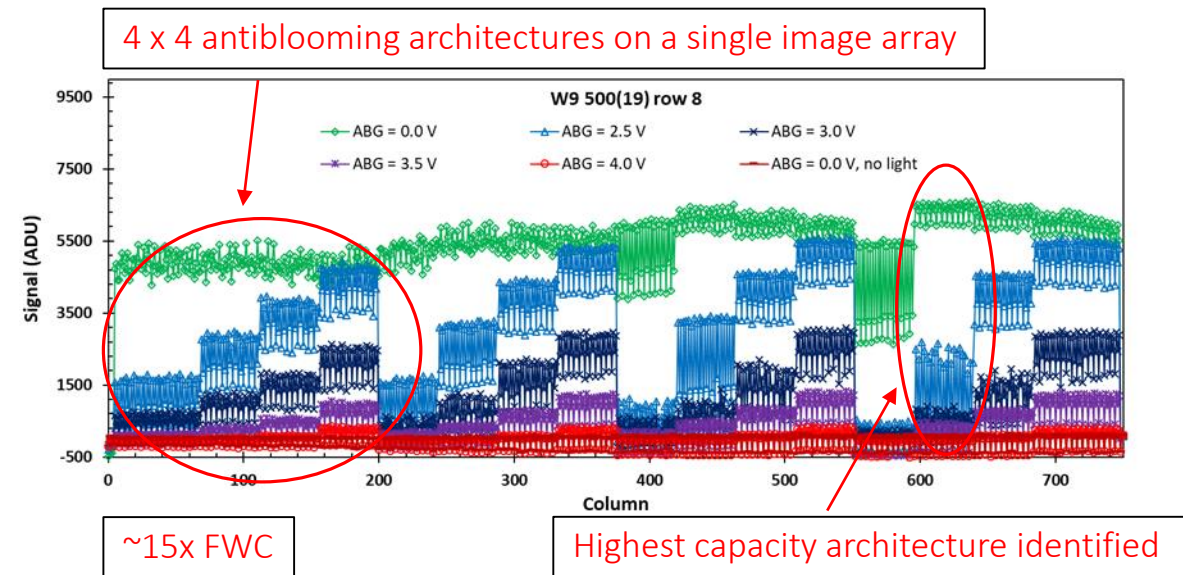 4 x 4 antiblooming architectures on a single image array
W9 500(19) row 8
ABG = 0.0 V
ABG = 2.5 V
ABG = 3.0 V
ABG = 3.5 V
ABG = 4.0 V
ABG = 0.0 V, no light
Signal (ADU)
9500
7500
5500
3500
1500
-500
0 100 200 300 400 500 600 700
Column
~15x FWC
Highest capacity architecture identified